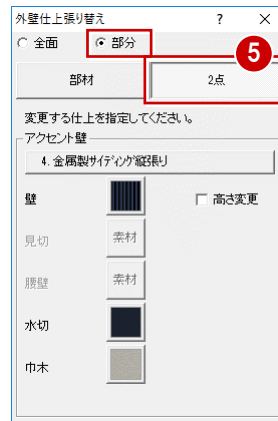 外壁仕上張り替え ? ×
全面 部分
5
部材 2点
変更する仕上を指定してください。
アクセント壁
4. 金属製サイディング縦張り
壁 高さ変更
見切 素材
腰壁 素材
水切
巾木